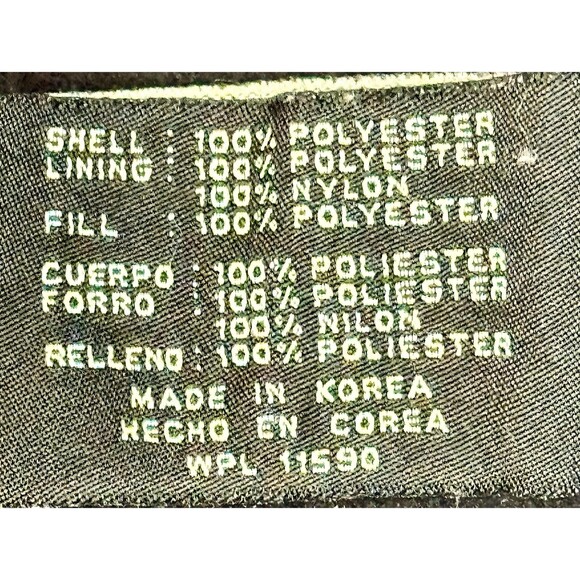 SHELL : 100% POLYESTER
LINING : 100% POLYESTER
100% NYLON
FILL : 100% POLYESTER
CUERPO : 100% POLIESTER
FORRO : 100% POLIESTER
100% NILON
RELLENO : 100% POLIESTER
MADE IN KOREA
HECHO EN COREA
WPL 11590